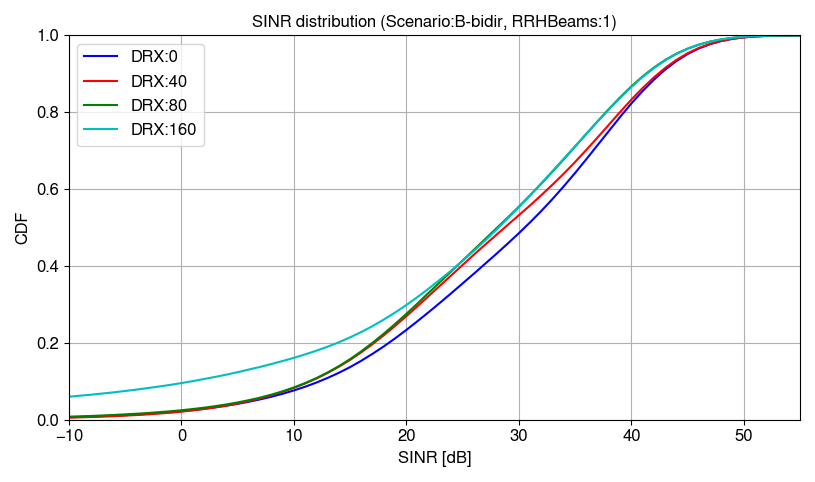 SINR distribution (Scenario:B-bidir, RRHBeams:1)
1.0
0.8
0.6
0.4
0.2
0.0
CDF
DRX:0
DRX:40
DRX:80
DRX:160
−10
0
10
20
30
40
50
SINR [dB]